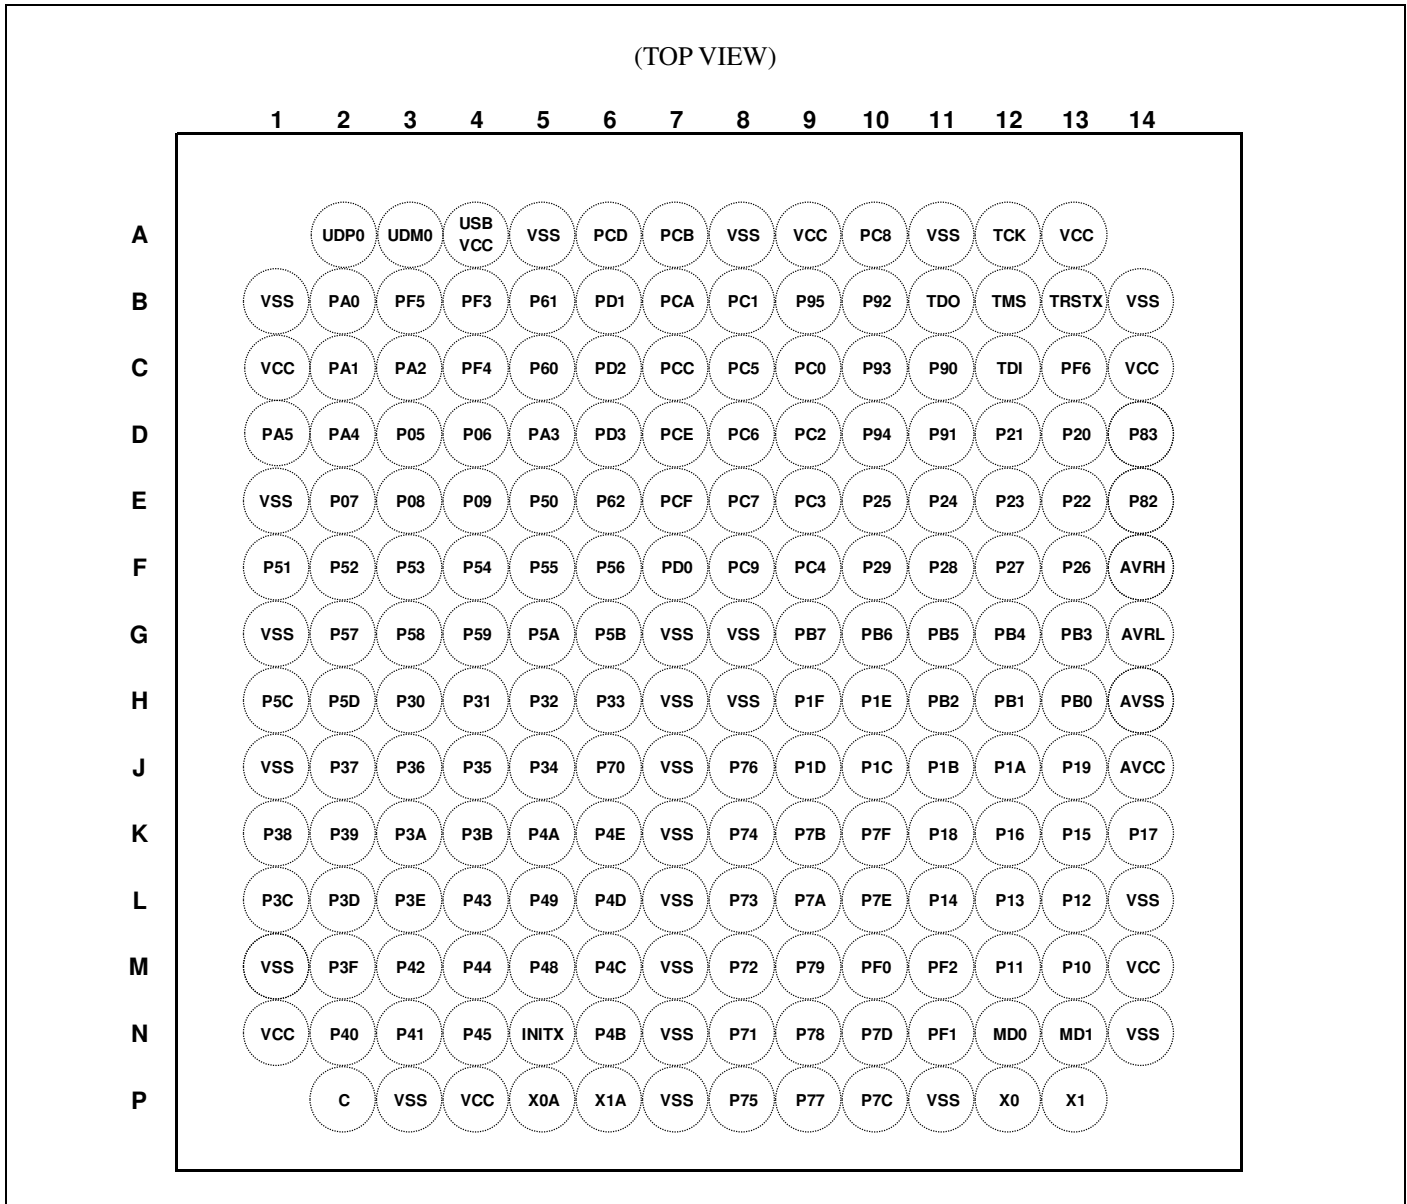 (TOP VIEW)
1 2 3 4 5 6 7 8 9 10 11 12 13 14
A UDP0 UDM0 USB VCC VSS PCD PCB VSS VCC PC8 VSS TCK VCC
B VSS PA0 PF5 PF3 P61 PD1 PCA PC1 P95 P92 TDO TMS TRSTX VSS
C VCC PA1 PA2 PF4 P60 PD2 PCC PC5 PC0 P93 P90 TDI PF6 VCC
D PA5 PA4 P05 P06 PA3 PD3 PCE PC6 PC2 P94 P91 P21 P20 P83
E VSS P07 P08 P09 P50 P62 PCF PC7 PC3 P25 P24 P23 P22 P82
F P51 P52 P53 P54 P55 P56 PD0 PC9 PC4 P29 P28 P27 P26 AVRH
G VSS P57 P58 P59 P5A P5B VSS VSS PB7 PB6 PB5 PB4 PB3 AVRL
H P5C P5D P30 P31 P32 P33 VSS VSS P1F P1E PB2 PB1 PB0 AVSS
J VSS P37 P36 P35 P34 P70 VSS P76 P1D P1C P1B P1A P19 AVCC
K P38 P39 P3A P3B P4A P4E VSS P74 P7B P7F P18 P16 P15 P17
L P3C P3D P3E P43 P49 P4D VSS P73 P7A P7E P14 P13 P12 VSS
M VSS P3F P42 P44 P48 P4C VSS P72 P79 PF0 PF2 P11 P10 VCC
N VCC P40 P41 P45 INITX P4B VSS P71 P78 P7D PF1 MD0 MD1 VSS
P C VSS VCC X0A X1A VSS P75 P77 P7C VSS X0 X1